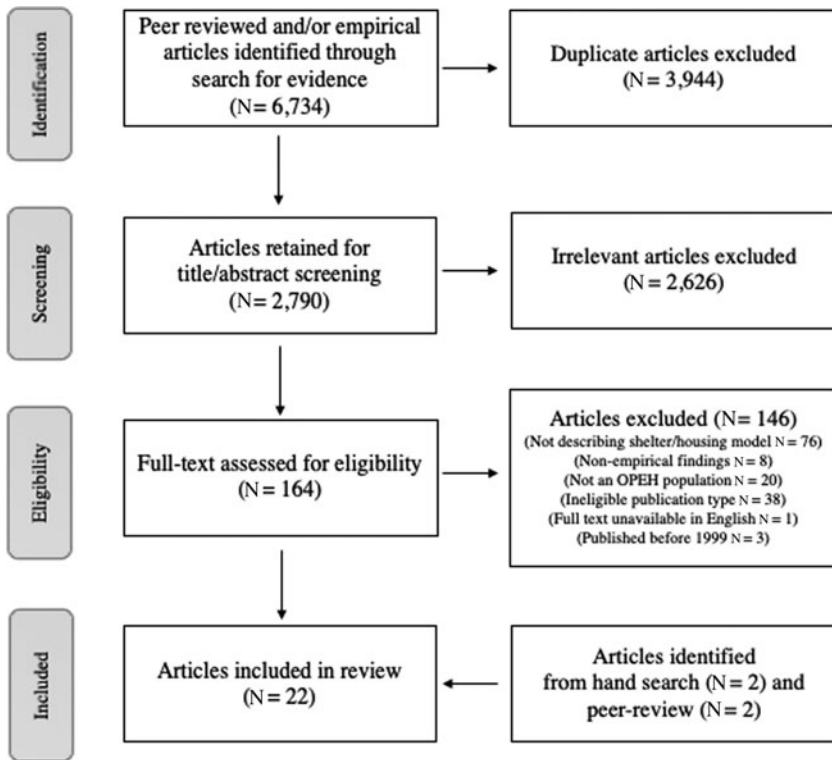 Identification
Peer reviewed and/or empirical
articles identified through
search for evidence
(N= 6,734)
Duplicate articles excluded
(N = 3,944)
Screening
Articles retained for
title/abstract screening
(N = 2,790)
Irrelevant articles excluded
(N = 2,626)
Eligibility
Full-text assessed for eligibility
(N = 164)
Articles excluded (N= 146)
(Not describing shelter/housing model N = 76)
(Non-empirical findings N = 8)
(Not an OPEH population N = 20)
(Ineligible publication type N = 38)
(Full text unavailable in English N = 1)
(Published before 1999 N = 3)
Included
Articles included in review
(N = 22)
Articles identified
from hand search (N = 2) and
peer-review (N = 2)